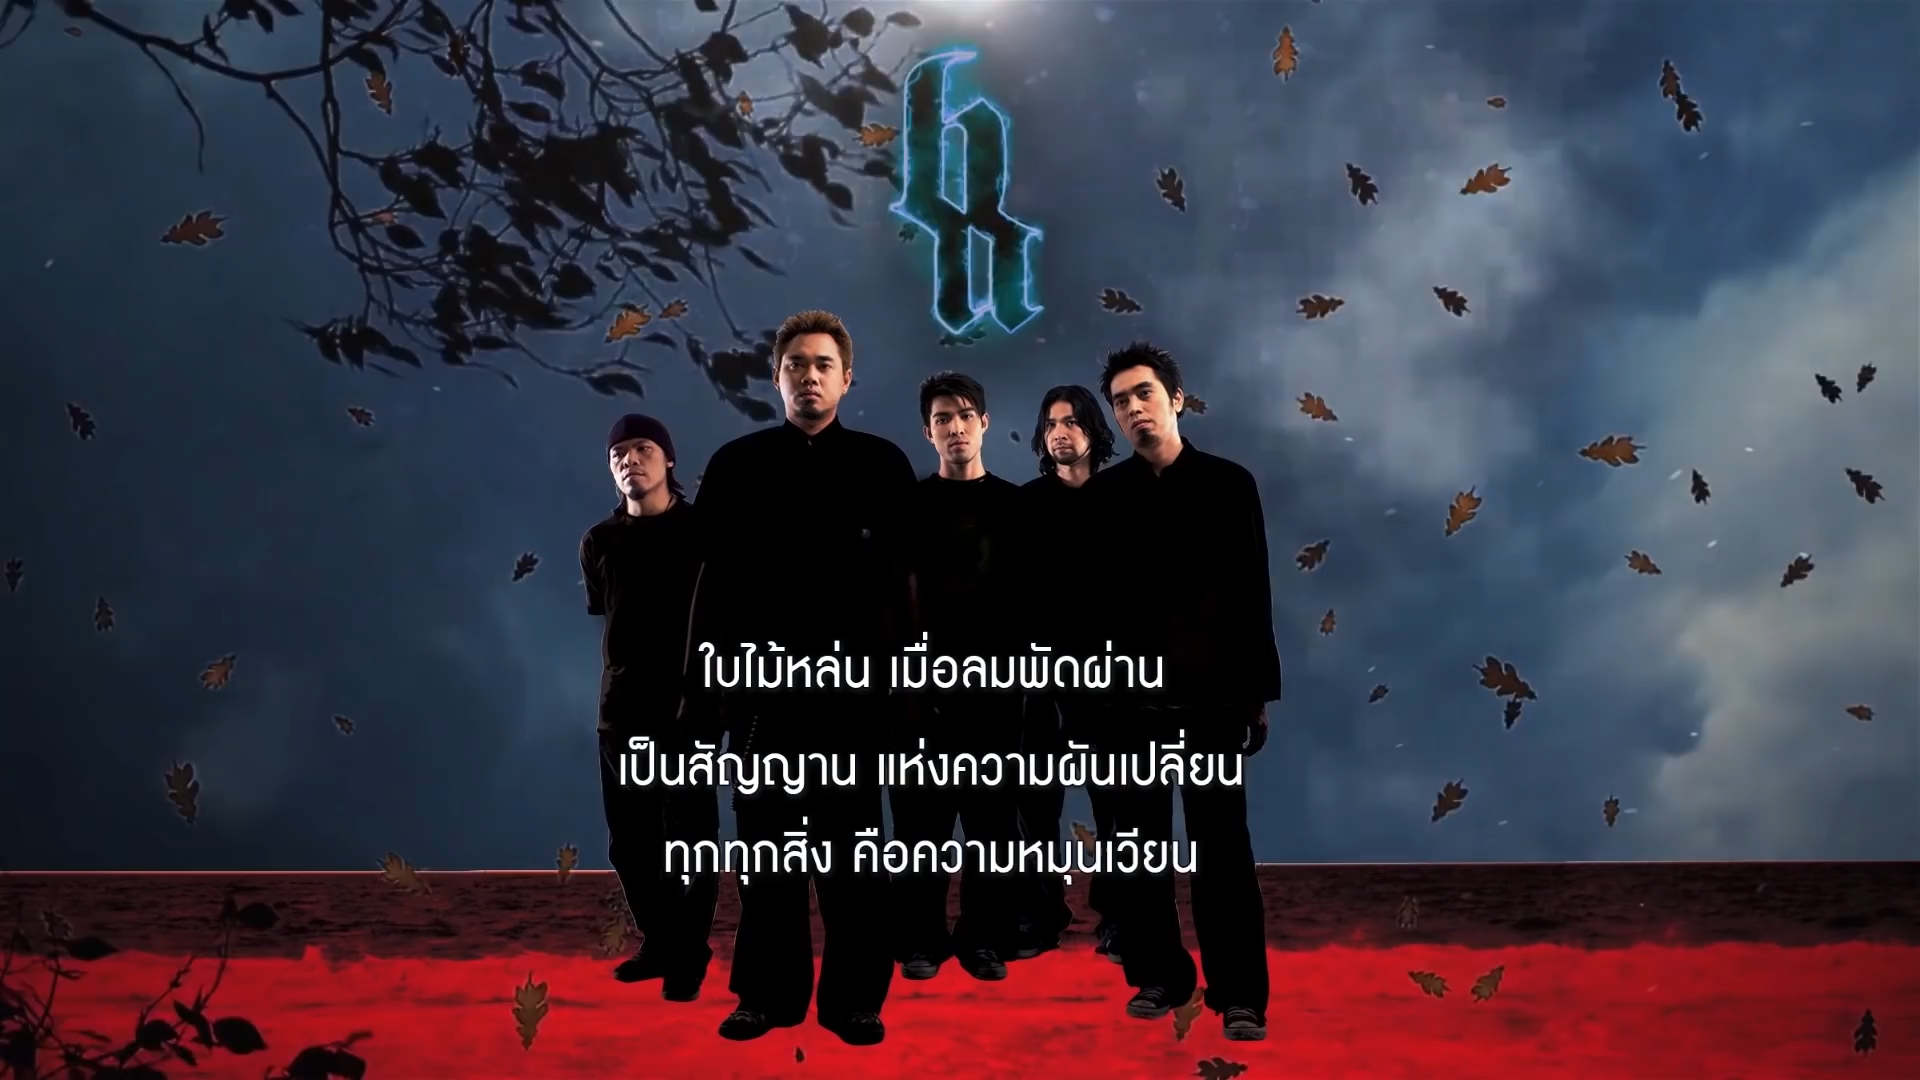 ใบไม้หล่น เมื่อลมพัดผ่าน
เป็นสัญญาน แห่งความผันเปลี่ยน
ทุกทุกสิ่ง คือความหมุนเวียน